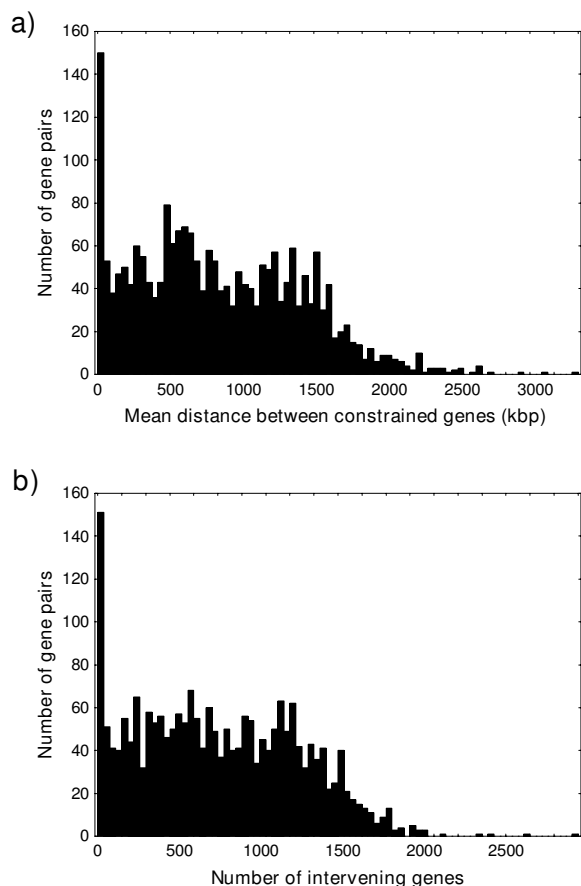 a)
160
140
120
100
80
60
40
20
0
Number of gene pairs
0 500 1000 1500 2000 2500 3000
Mean distance between constrained genes (kbp)
b)
160
140
120
100
80
60
40
20
0
Number of gene pairs
0 500 1000 1500 2000 2500
Number of intervening genes